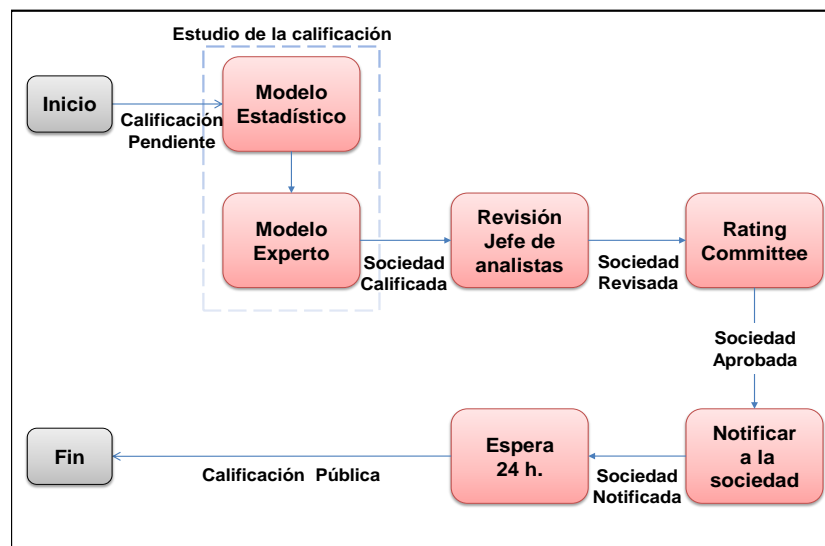 Estudio de la calificación
Inicio
Calificación
Pendiente
Modelo
Estadístico
Modelo
Experto
Sociedad
Calificada
Revisión
Jefe de
analistas
Sociedad
Revisada
Rating
Committee
Sociedad
Aprobada
Notificar
a la
sociedad
Sociedad
Notificada
Espera
24 h.
Calificación Pública
Fin